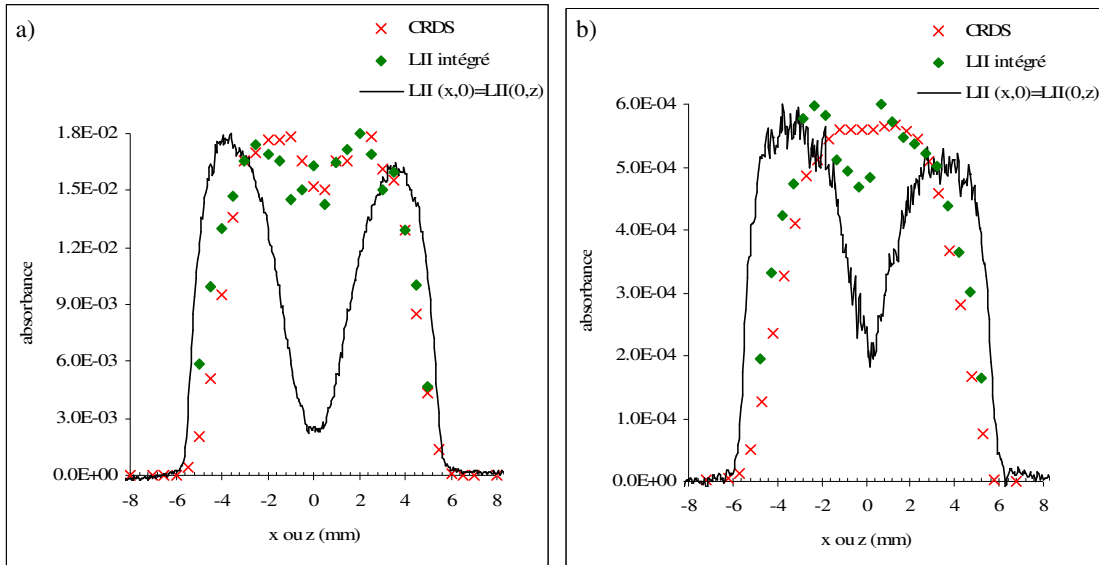 a)
CRDS
LII intégré
LII (x,0)=LII(0,z)
1.8E-02
1.5E-02
1.2E-02
9.0E-03
6.0E-03
3.0E-03
0.0E+00
absorbance
-8 -6 -4 -2 0 2 4 6 8
x ou z (mm)
b)
CRDS
LII intégré
LII (x,0)=LII(0,z)
6.0E-04
5.0E-04
4.0E-04
3.0E-04
2.0E-04
1.0E-04
0.0E+00
absorbance
-8 -6 -4 -2 0 2 4 6 8
x ou z (mm)